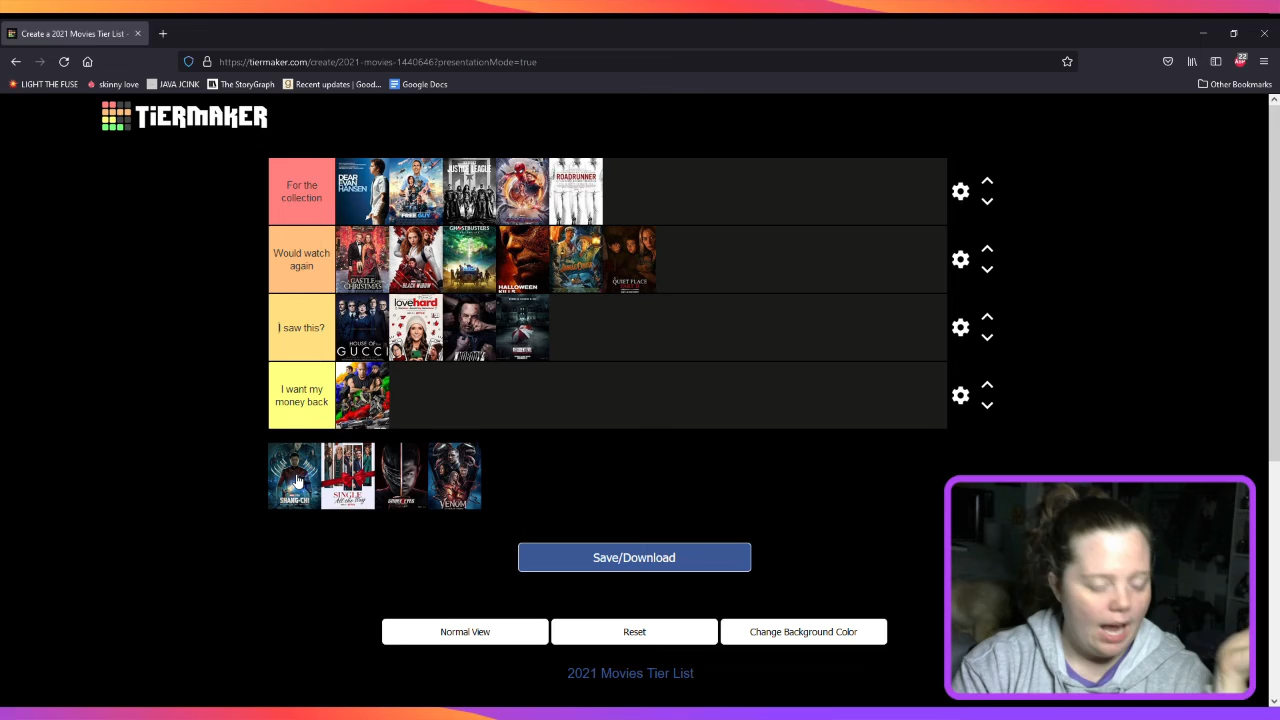 Create a 2021 Movies Tier List -
https://tiermaker.com/create/2021-movies-1440646?presentationMode=true
22
LIGHT THE FUSE
skinny love
JAVA JCINK
The StoryGraph
Recent updates | Good...
Google Docs
Other Bookmarks
TiERMAKER
For the
collection
DEAR
EVAN
HANSEN
FREE GUY
JUSTICE LEAGUE
ROADRUNNER
Would watch
again
A CASTLE
CHRISTMAS
BLACK WIDOW
GHOSTBUSTERS
HALLOWEEN
KILLS
QUIET PLACE
I saw this?
HOUSE OF
GUCCI
love hard
NOBODY
I want my
money back
SHANG-CHI
SINGLE
All the Way
SNAKE EYES
VENOM
Save/Download
Normal View
Reset
Change Background Color
2021 Movies Tier List